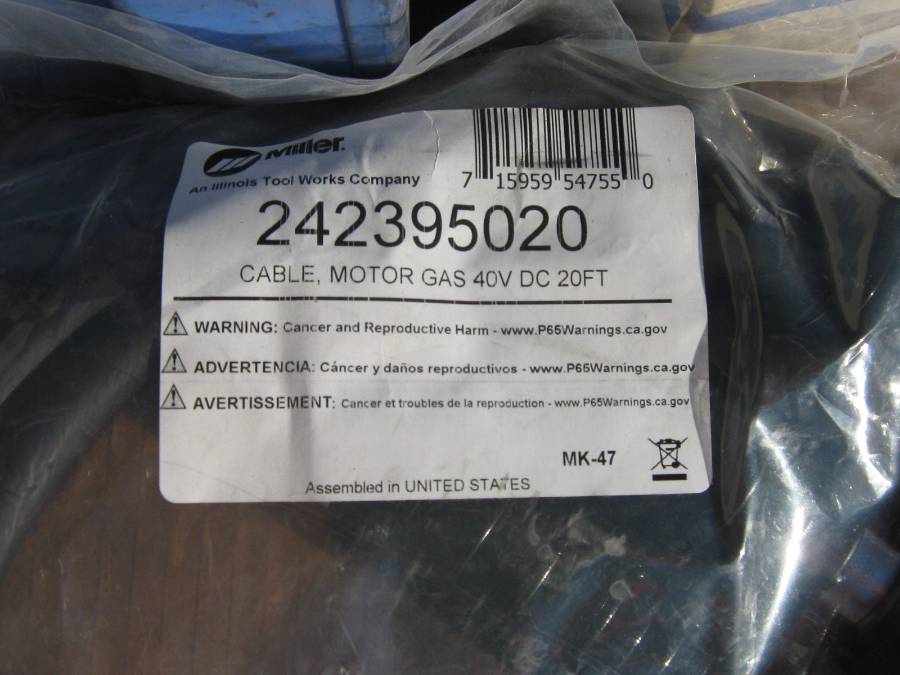 Miller.
An Illinois Tool Works Company
7 15959 54755 0
242395020
CABLE, MOTOR GAS 40V DC 20FT
WARNING: Cancer and Reproductive Harm - www.P65Warnings.ca.gov
ADVERTENCIA: Cáncer y daños reproductivos - www.P65Warnings.ca.gov
AVERTISSEMENT: Cancer et troubles de la reproduction - www.P65Warnings.ca.gov
MK-47
Assembled in UNITED STATES